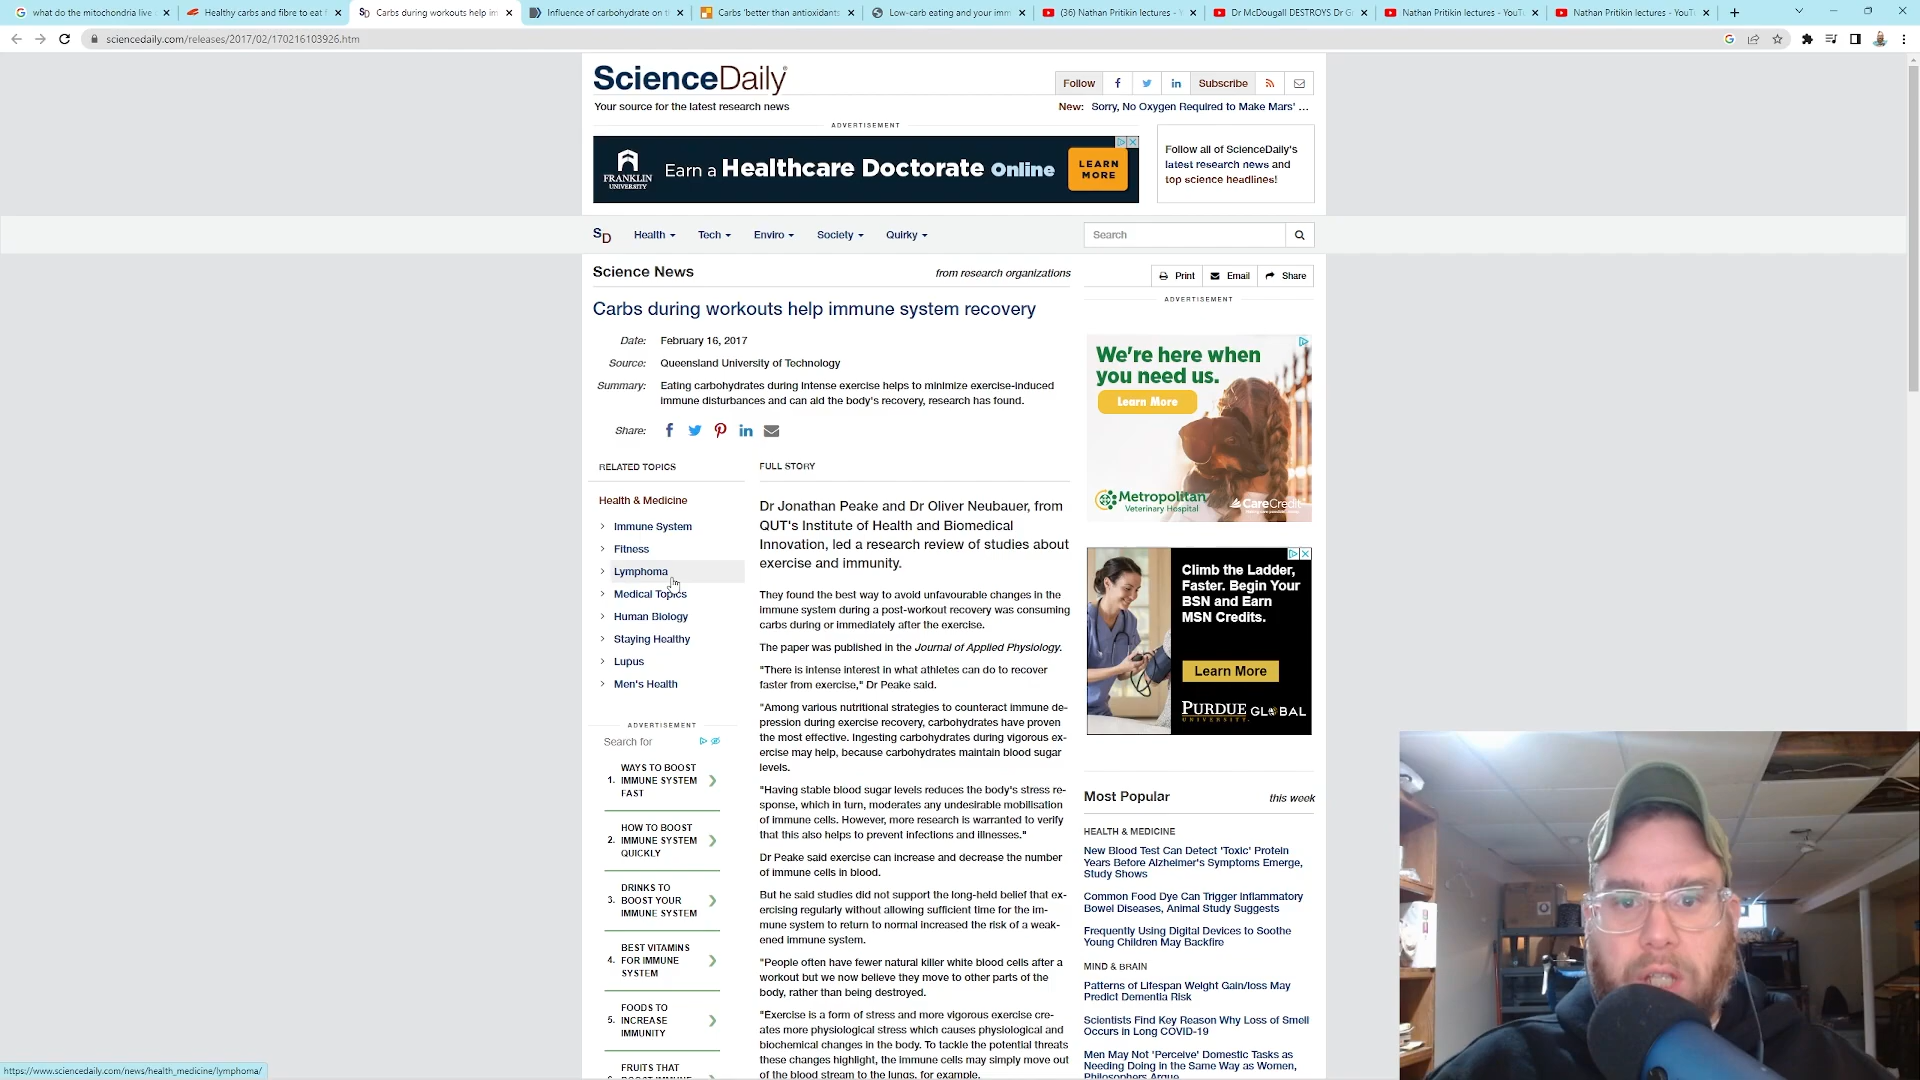 what do the mitochondria live
Healthy carbs and fibre to eat f
Carbs during workouts help im
Influence of carbohydrate on t
Carbs 'better than antioxidants
Low-carb eating and your imm
(36) Nathan Pritikin lectures - Y
Dr McDougall DESTROYS Dr G
Nathan Pritikin lectures - YouTu
Nathan Pritikin lectures - YouTu
sciencedaily.com/releases/2017/02/170216103926.htm
ScienceDaily
Your source for the latest research news
Follow
Subscribe
New: Sorry, No Oxygen Required to Make Mars' ...
ADVERTISEMENT
FRANKLIN
UNIVERSITY
Earn a Healthcare Doctorate Online
LEARN
MORE
Follow all of ScienceDaily's
latest research news and
top science headlines!
SD
Health
Tech
Enviro
Society
Quirky
Search
Science News
from research organizations
Print
Email
Share
Carbs during workouts help immune system recovery
Date: February 16, 2017
Source: Queensland University of Technology
Summary: Eating carbohydrates during intense exercise helps to minimize exercise-induced
immune disturbances and can aid the body's recovery, research has found.
Share:
RELATED TOPICS
Health & Medicine
Immune System
Fitness
Lymphoma
Medical Topics
Human Biology
Staying Healthy
Lupus
Men's Health
ADVERTISEMENT
Search for
1. WAYS TO BOOST
IMMUNE SYSTEM
FAST
2. HOW TO BOOST
IMMUNE SYSTEM
QUICKLY
3. DRINKS TO
BOOST YOUR
IMMUNE SYSTEM
4. BEST VITAMINS
FOR IMMUNE
SYSTEM
5. FOODS TO
INCREASE
IMMUNITY
FRUITS THAT
FULL STORY
Dr Jonathan Peake and Dr Oliver Neubauer, from
QUT's Institute of Health and Biomedical
Innovation, led a research review of studies about
exercise and immunity.
They found the best way to avoid unfavourable changes in the
immune system during a post-workout recovery was consuming
carbs during or immediately after the exercise.
The paper was published in the Journal of Applied Physiology.
"There is intense interest in what athletes can do to recover
faster from exercise," Dr Peake said.
"Among various nutritional strategies to counteract immune de-
pression during exercise recovery, carbohydrates have proven
the most effective. Ingesting carbohydrates during vigorous ex-
ercise may help, because carbohydrates maintain blood sugar
levels.
"Having stable blood sugar levels reduces the body's stress re-
sponse, which in turn, moderates any undesirable mobilisation
of immune cells. However, more research is warranted to verify
that this also helps to prevent infections and illnesses."
Dr Peake said exercise can increase and decrease the number
of immune cells in blood.
But he said studies did not support the long-held belief that ex-
ercising regularly without allowing sufficient time for the im-
mune system to return to normal increased the risk of a weak-
ened immune system.
"People often have fewer natural killer white blood cells after a
workout but we now believe they move to other parts of the
body, rather than being destroyed.
"Exercise is a form of stress and more vigorous exercise cre-
ates more physiological stress which causes physiological and
biochemical changes in the body. To tackle the potential threats
these changes highlight, the immune cells may simply move out
of the blood stream to the lungs, for example.
ADVERTISEMENT
We're here when
you need us.
Learn More
Metropolitan
Veterinary Hospital
CareCredit
Climb the Ladder,
Faster. Begin Your
BSN and Earn
MSN Credits.
Learn More
PURDUE GLOBAL
UNIVERSITY
Most Popular
this week
HEALTH & MEDICINE
New Blood Test Can Detect 'Toxic' Protein
Years Before Alzheimer's Symptoms Emerge,
Study Shows
Common Food Dye Can Trigger Inflammatory
Bowel Diseases, Animal Study Suggests
Frequently Using Digital Devices to Soothe
Young Children May Backfire
MIND & BRAIN
Patterns of Lifespan Weight Gain/loss May
Predict Dementia Risk
Scientists Find Key Reason Why Loss of Smell
Occurs in Long COVID-19
Men May Not 'Perceive' Domestic Tasks as
Needing Doing in the Same Way as Women,
Philosophers Argue
https://www.sciencedaily.com/news/health_medicine/lymphoma/